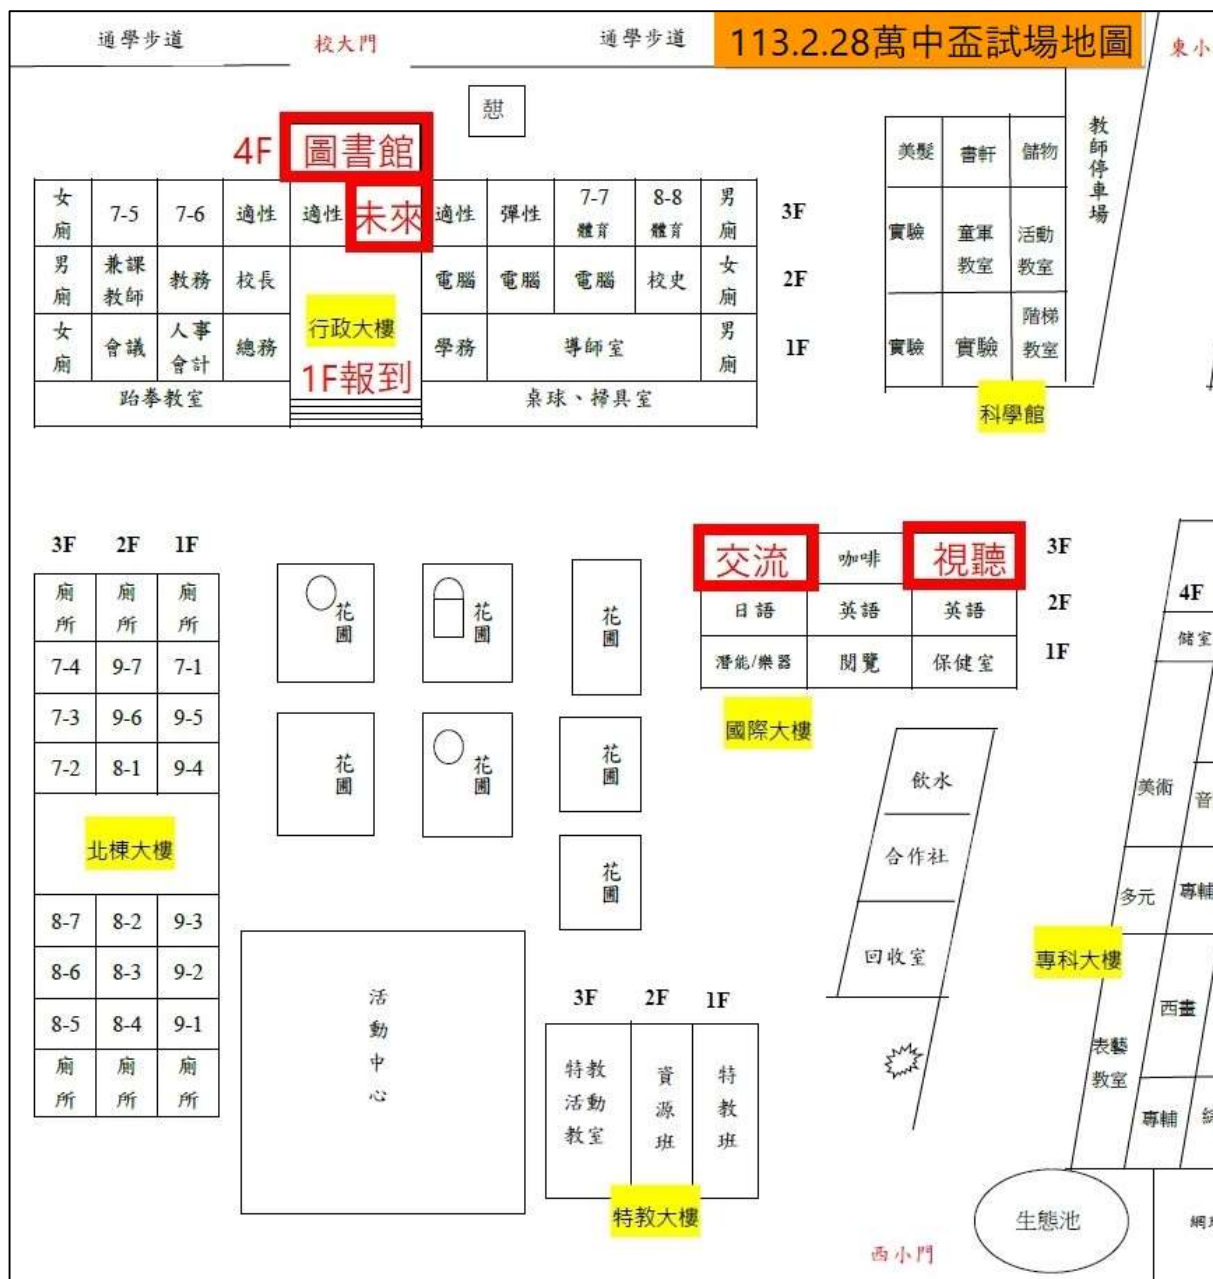 通學步道
校大門
通學步道
113.2.28萬中盃試場地圖
東小
憩
4F
圖書館
女廁
7-5
7-6
適性
適性
未來
適性
彈性
7-7
體育
8-8
體育
男廁
3F
男廁
兼課
教師
教務
校長
電腦
電腦
電腦
校史
女廁
2F
女廁
會議
人事
會計
總務
行政大樓
學務
導師室
男廁
1F
1F報到
跆拳教室
桌球、掃具室
美髮
書軒
儲物
實驗
童軍
教室
活動
教室
實驗
實驗
階梯
教室
科學館
教師停車場
3F
2F
1F
廁所
廁所
廁所
7-4
9-7
7-1
7-3
9-6
9-5
7-2
8-1
9-4
北棟大樓
8-7
8-2
9-3
8-6
8-3
9-2
8-5
8-4
9-1
廁所
廁所
廁所
花圃
花圃
花圃
花圃
花圃
花圃
花圃
交流
咖啡
視聽
3F
日語
英語
英語
2F
潛能/樂器
閱覽
保健室
1F
國際大樓
飲水
合作社
回收室
活動中心
3F
2F
1F
特教
活動
教室
資源班
特教班
特教大樓
4F
儲室
美術
音
多元
專輔
專科大樓
西畫
表藝
教室
專輔
生態池
西小門